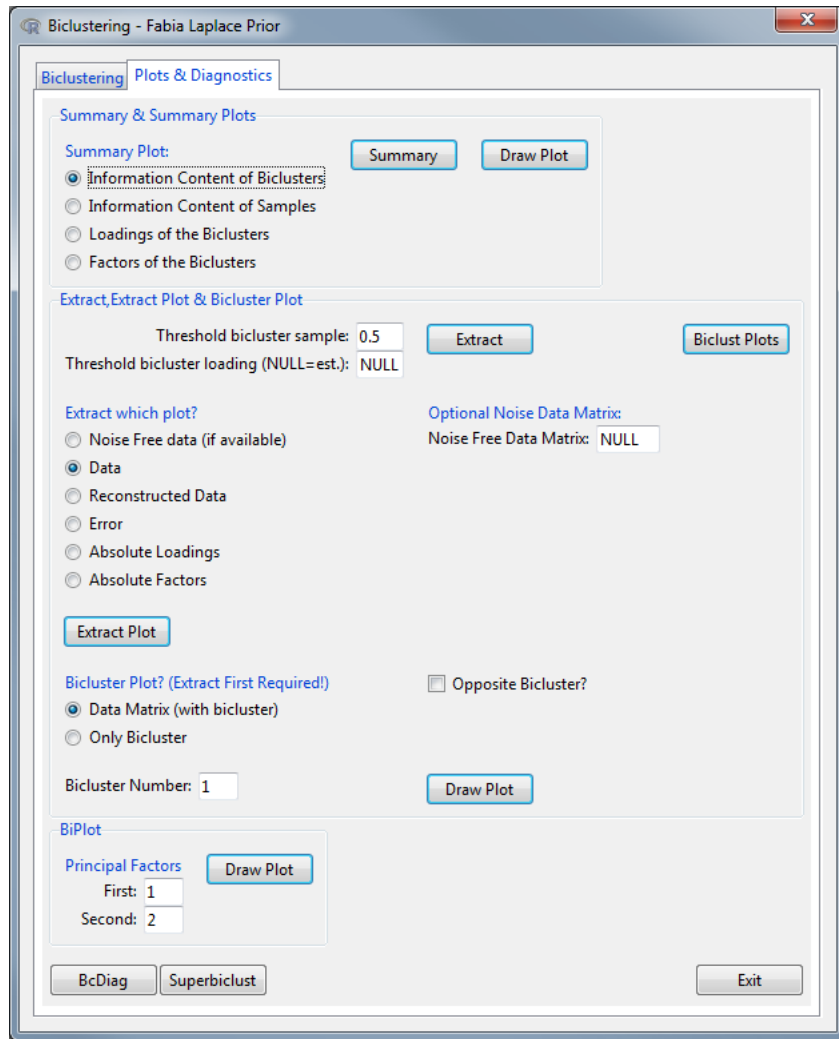 Biclustering - Fabia Laplace Prior
Biclustering Plots & Diagnostics
Summary & Summary Plots
Summary Plot: Summary Draw Plot
Information Content of Biclusters
Information Content of Samples
Loadings of the Biclusters
Factors of the Biclusters
Extract,Extract Plot & Bicluster Plot
Threshold bicluster sample: 0.5 Extract Biclust Plots
Threshold bicluster loading (NULL=est.): NULL
Extract which plot? Optional Noise Data Matrix:
Noise Free data (if available) Noise Free Data Matrix: NULL
Data
Reconstructed Data
Error
Absolute Loadings
Absolute Factors
Extract Plot
Bicluster Plot? (Extract First Required!) Opposite Bicluster?
Data Matrix (with bicluster)
Only Bicluster
Bicluster Number: 1 Draw Plot
BiPlot
Principal Factors Draw Plot
First: 1
Second: 2
BcDiag Superbiclust Exit